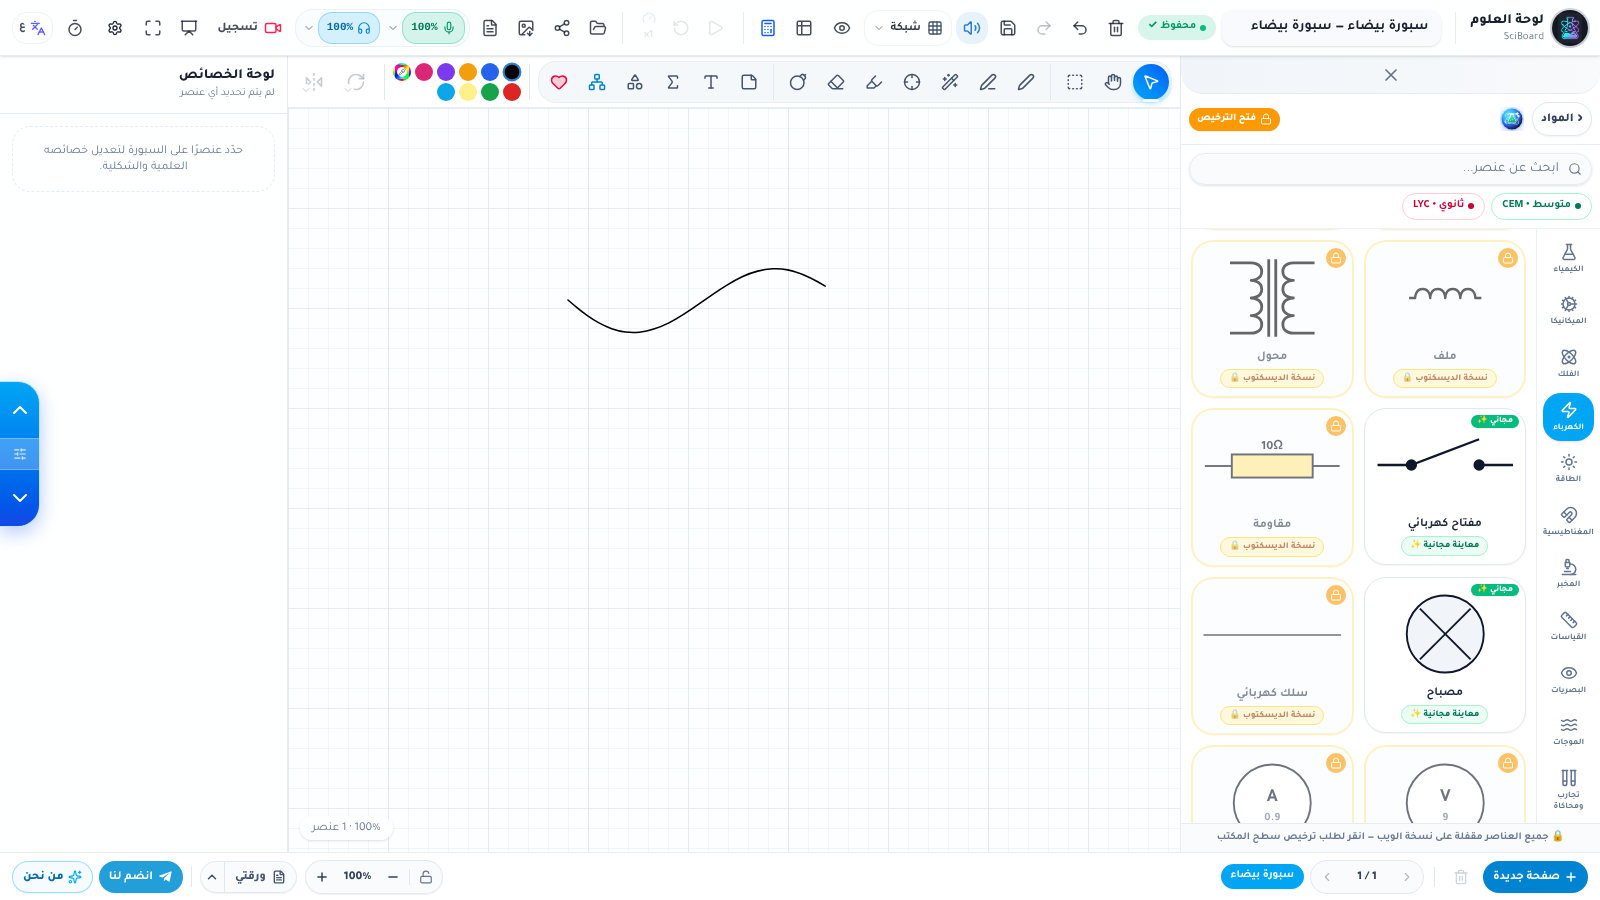 لوحة العلوم
SciBoard
سبورة بيضاء – سبورة بيضاء
محفوظ ✓
شبكة
x1
100%
100%
تسجيل
ع
لوحة الخصائص
لم يتم تحديد أي عنصر
حدّد عنصرًا على السبورة لتعديل خصائصه
العلمية والشكلية.
المواد
فتح الترخيص
ابحث عن عنصر...
متوسط • CEM
ثانوي • LYC
الكيمياء
الميكانيكا
الفلك
الكهرباء
الطاقة
المغناطيسية
المخبر
القياسات
البصريات
الموجات
تجارب
ومحاكاة
ملف
نسخة الديسكتوب 🔒
محول
نسخة الديسكتوب 🔒
مجاني ✨
مفتاح كهربائي
معاينة مجانية ✨
10Ω
مقاومة
نسخة الديسكتوب 🔒
مجاني ✨
مصباح
معاينة مجانية ✨
سلك كهربائي
نسخة الديسكتوب 🔒
V
9
A
0.9
🔒 جميع العناصر مقفلة على نسخة الويب – انقر لطلب ترخيص سطح المكتب
100% · 1 عنصر
صفحة جديدة
1 / 1
سبورة بيضاء
100%
ورقتي
انضم لنا
من نحن